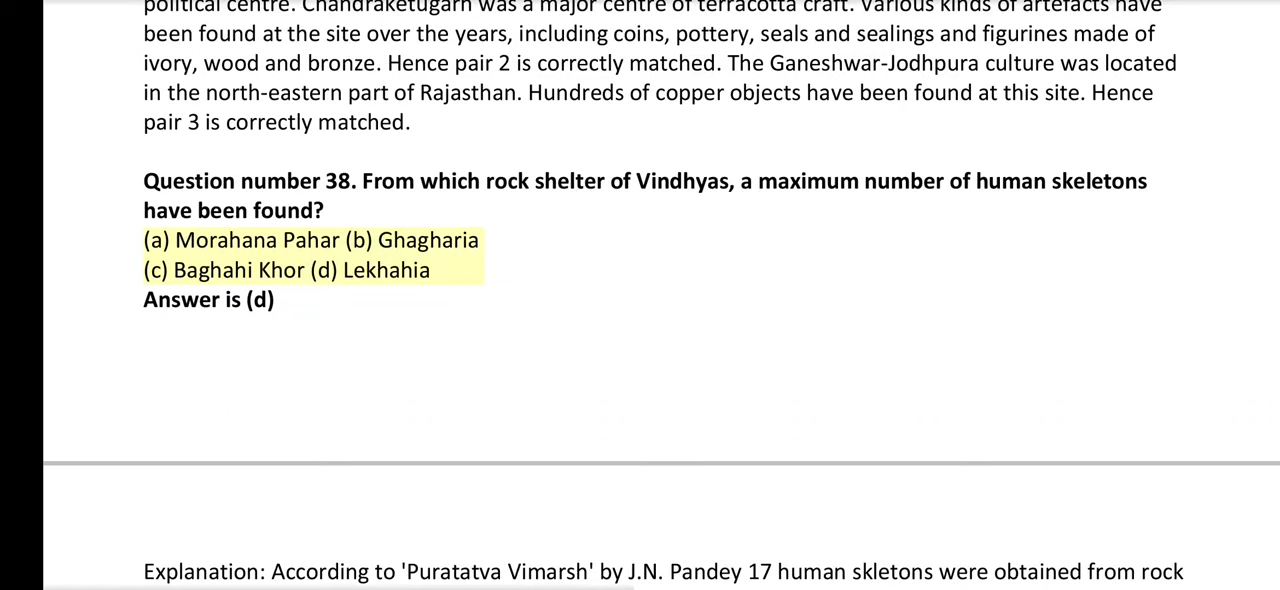 political centre. Chandraketugarh was a major centre of terracotta craft. Various kinds of artefacts have
been found at the site over the years, including coins, pottery, seals and sealings and figurines made of
ivory, wood and bronze. Hence pair 2 is correctly matched. The Ganeshwar-Jodhpura culture was located
in the north-eastern part of Rajasthan. Hundreds of copper objects have been found at this site. Hence
pair 3 is correctly matched.
Question number 38. From which rock shelter of Vindhyas, a maximum number of human skeletons
have been found?
(a) Morahana Pahar (b) Ghagharia
(c) Baghahi Khor (d) Lekhahia
Answer is (d)
Explanation: According to 'Puratatva Vimarsh' by J.N. Pandey 17 human skletons were obtained from rock